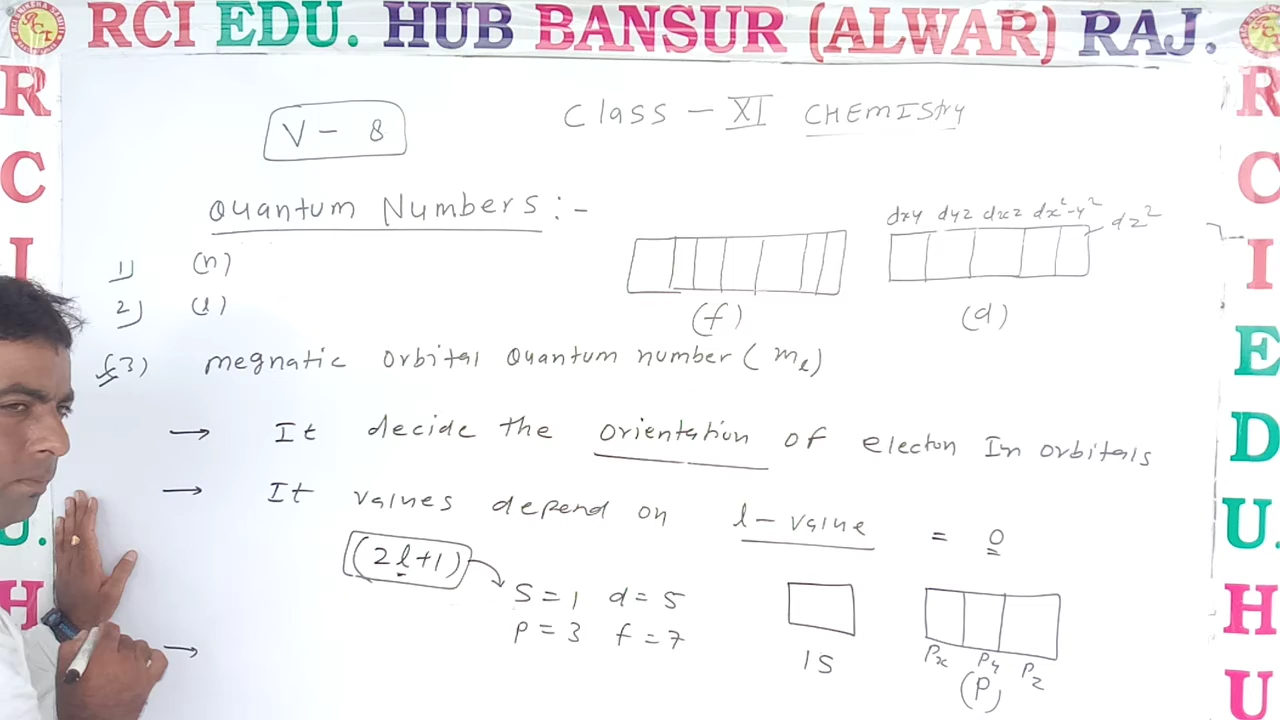 RCI EDU. HUB BANSUR (ALWAR) RAJ.
R
C
I
U.
H
R
C
I
E
D
U.
H
U
V - 8
Class - XI CHEMIStry
Quantum Numbers :-
1) (n)
2) (l)
dxy dyz dxz dx²-y² dz²
(f) (d)
3) megnatic orbital Quantum number (ml)
→ It decide the orientation of electon In orbitals
→ It values depend on l - value = 0
(2l+1)
S = 1 d = 5
P = 3 f = 7
→
1S
Px Py Pz
(P)